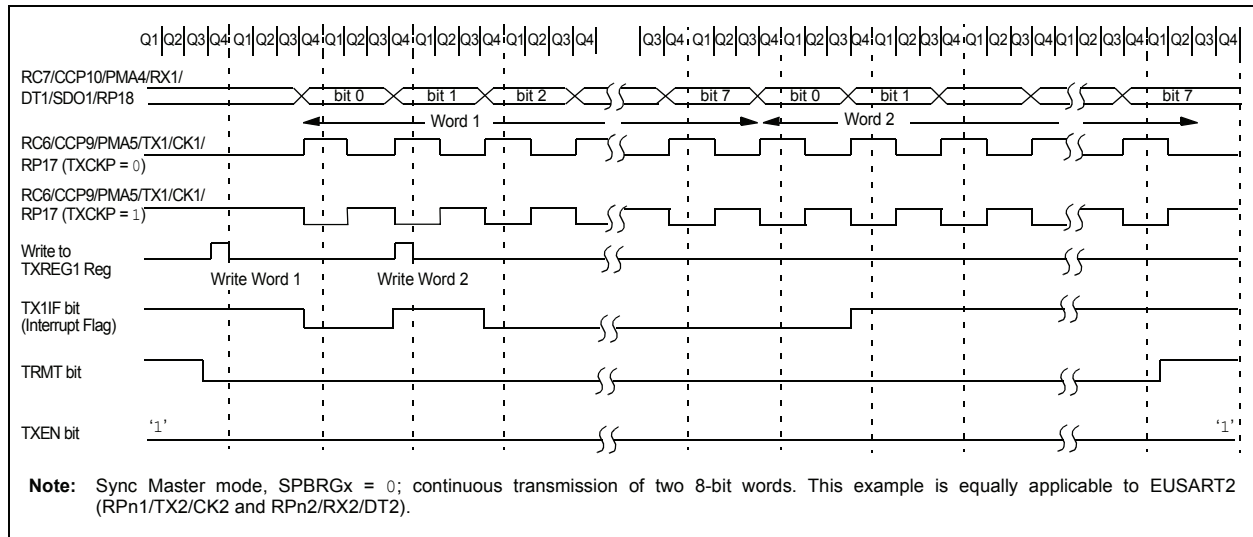 Q1 Q2 Q3 Q4 Q1 Q2 Q3 Q4 Q1 Q2 Q3 Q4 Q1 Q2 Q3 Q4 Q1 Q2 Q3 Q4 Q3 Q4 Q1 Q2 Q3 Q4 Q1 Q2 Q3 Q4 Q1 Q2 Q3 Q4 Q1 Q2 Q3 Q4 Q1 Q2 Q3 Q4 Q1 Q2 Q3 Q4
RC7/CCP10/PMA4/RX1/
DT1/SDO1/RP18
bit 0 bit 1 bit 2 bit 7 bit 0 bit 1 bit 7
Word 1 Word 2
RC6/CCP9/PMA5/TX1/CK1/
RP17 (TXCKP = 0)
RC6/CCP9/PMA5/TX1/CK1/
RP17 (TXCKP = 1)
Write to
TXREG1 Reg
Write Word 1 Write Word 2
TX1IF bit
(Interrupt Flag)
TRMT bit
TXEN bit
‘1’ ‘1’
Note: Sync Master mode, SPBRGx = 0; continuous transmission of two 8-bit words. This example is equally applicable to EUSART2
(RPn1/TX2/CK2 and RPn2/RX2/DT2).